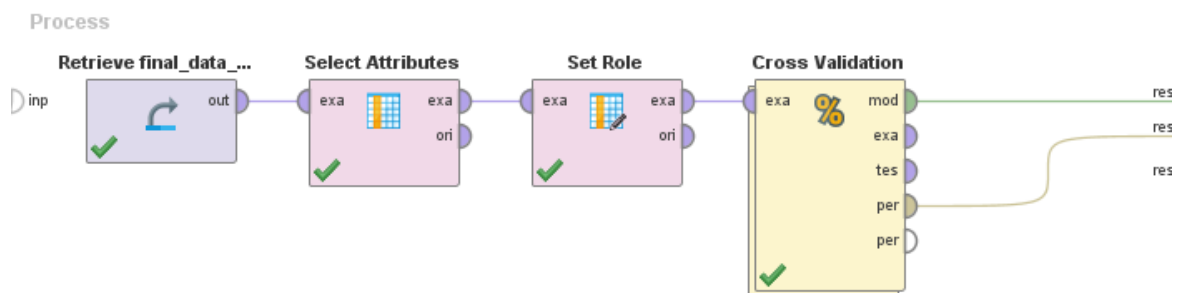 Process
Retrieve final_data_...
Select Attributes
Set Role
Cross Validation
inp
out
exa
exa
ori
exa
exa
ori
exa
mod
exa
tes
per
per
%
res
res
res